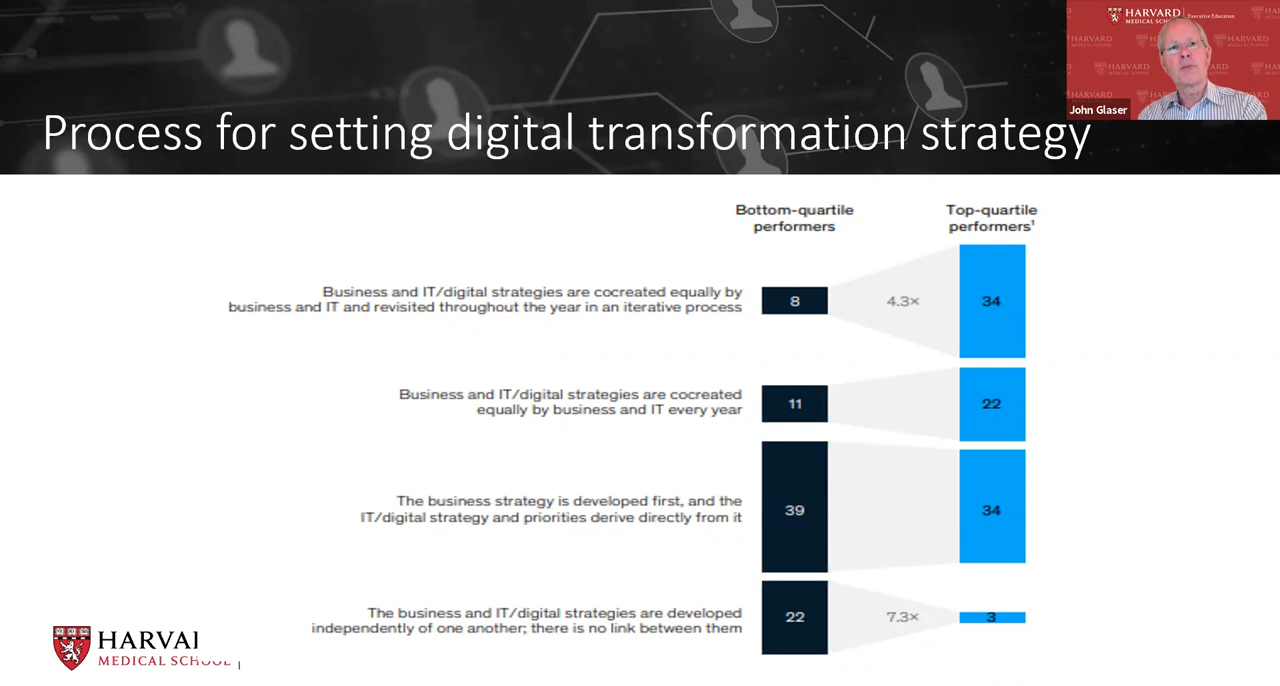 HARVARD
MEDICAL SCHOOL
Executive Education
HARVARD
HARVARD
HARVARD
HARVARD
John Glaser
Process for setting digital transformation strategy
Bottom-quartile
performers
Top-quartile
performers¹
Business and IT/digital strategies are cocreated equally by
business and IT and revisited throughout the year in an iterative process
8
4.3×
34
Business and IT/digital strategies are cocreated
equally by business and IT every year
11
22
The business strategy is developed first, and the
IT/digital strategy and priorities derive directly from it
39
34
The business and IT/digital strategies are developed
independently of one another; there is no link between them
22
7.3×
3
HARVAI
MEDICAL SCHOOL